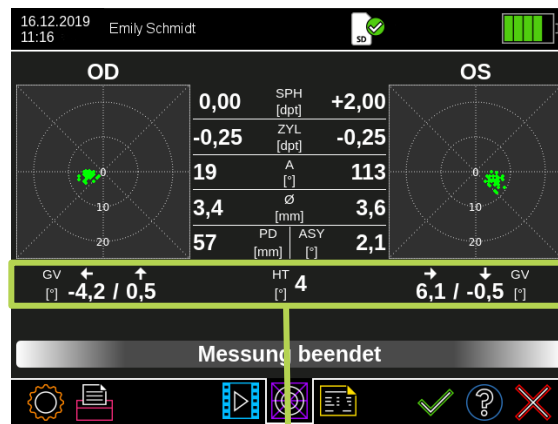 16.12.2019
11:16
Emily Schmidt
SD
OD
OS
0,00 SPH [dpt] +2,00
-0,25 ZYL [dpt] -0,25
19 A [°] 113
3,4 Ø [mm] 3,6
57 PD [mm] ASY [°] 2,1
0
10
20
0
10
20
GV [°] -4,2 / 0,5
HT [°] 4
6,1 / -0,5 GV [°]
Messung beendet